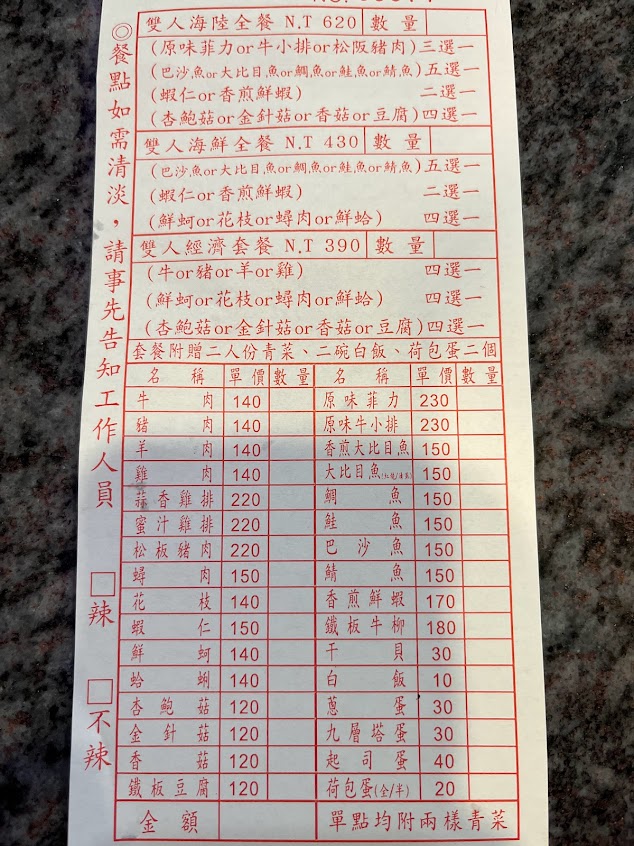 雙人海陸全餐 N.T 620 數量
(原味菲力or牛小排or松阪豬肉)三選一
(巴沙魚or大比目魚or鯛魚or鮭魚or鯖魚)五選一
(蝦仁or香煎鮮蝦) 二選一
(杏鮑菇or金針菇or香菇or豆腐)四選一
雙人海鮮全餐 N.T 430 數量
(巴沙魚or大比目魚or鯛魚or鮭魚or鯖魚)五選一
(蝦仁or香煎鮮蝦) 二選一
(鮮蚵or花枝or蟳肉or鮮蛤) 四選一
雙人經濟套餐 N.T 390 數量
(牛or豬or羊or雞) 四選一
(鮮蚵or花枝or蟳肉or鮮蛤) 四選一
(杏鮑菇or金針菇or香菇or豆腐)四選一
套餐附贈二人份青菜、二碗白飯、荷包蛋二個
名稱 單價 數量 名稱 單價 數量
牛肉 140 原味菲力 230
豬肉 140 原味牛小排 230
羊肉 140 香煎大比目魚 150
雞肉 140 大比目魚 150
香雞排 220 鯛魚 150
蜜汁雞排 220 鮭魚 150
松板豬肉 220 巴沙魚 150
蟳肉 150 鯖魚 150
花枝 140 香煎鮮蝦 170
蝦仁 150 鐵板牛柳 180
鮮蚵 140 干貝 30
蛤蜊 140 白飯 10
杏鮑菇 120 蔥蛋 30
金針菇 120 九層塔蛋 30
香菇 120 起司蛋 40
鐵板豆腐 120 荷包蛋(全/半) 20
金額 單點均附兩樣青菜
◎餐點如需清淡，請事先告知工作人員
□辣
□不辣